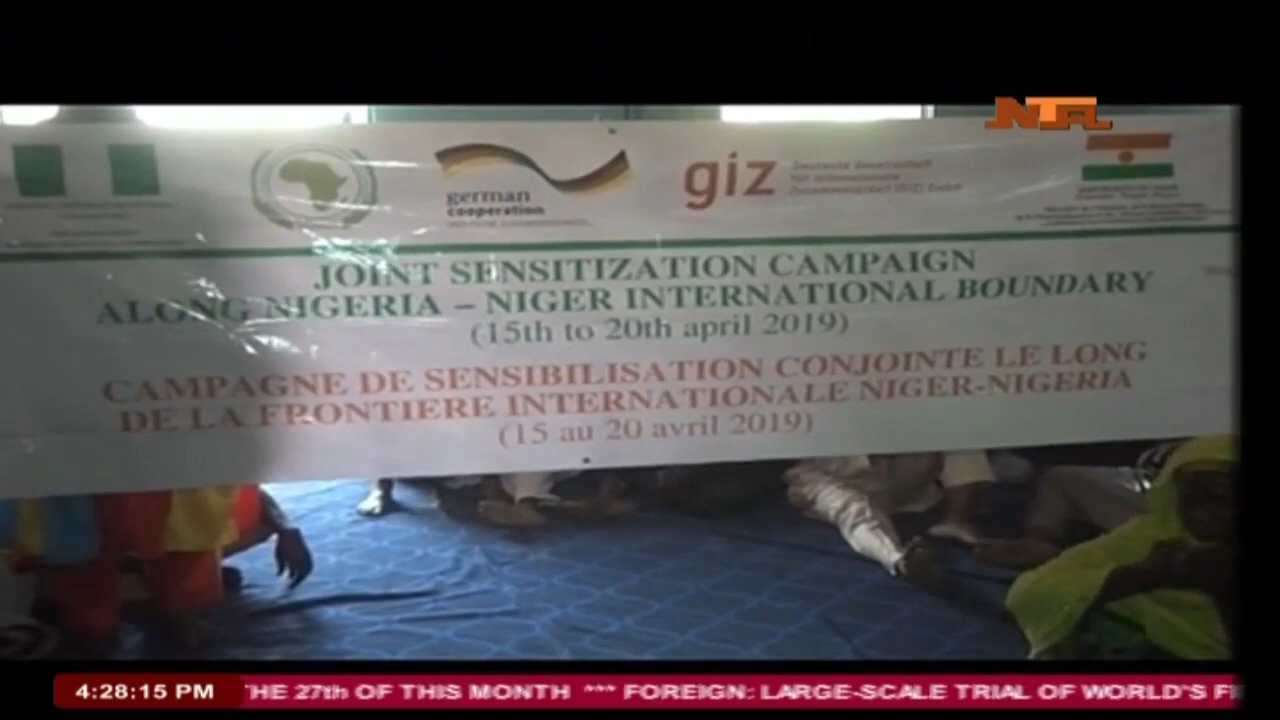 NTA
german
cooperation
giz
JOINT SENSITIZATION CAMPAIGN
ALONG NIGERIA – NIGER INTERNATIONAL BOUNDARY
(15th to 20th april 2019)
CAMPAGNE DE SENSIBILISATION CONJOINTE LE LONG
DE LA FRONTIERE INTERNATIONALE NIGER-NIGERIA
(15 au 20 avril 2019)
4:28:15 PM
HE 27th OF THIS MONTH *** FOREIGN: LARGE-SCALE TRIAL OF WORLD'S